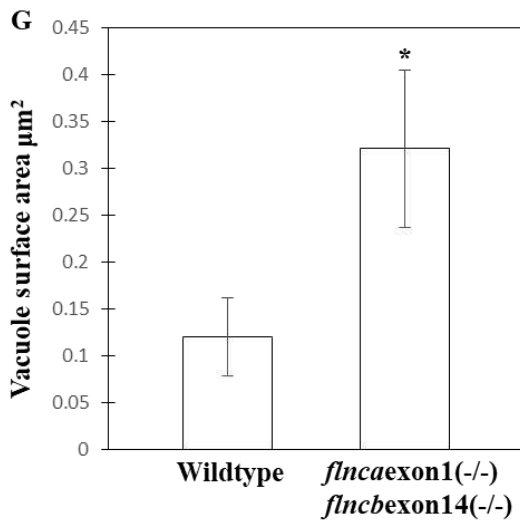 G
Vacuole surface area µm²
0.45
0.4
0.35
0.3
0.25
0.2
0.15
0.1
0.05
0
*
Wildtype
flncaexon1(-/-)
flncbexon14(-/-)